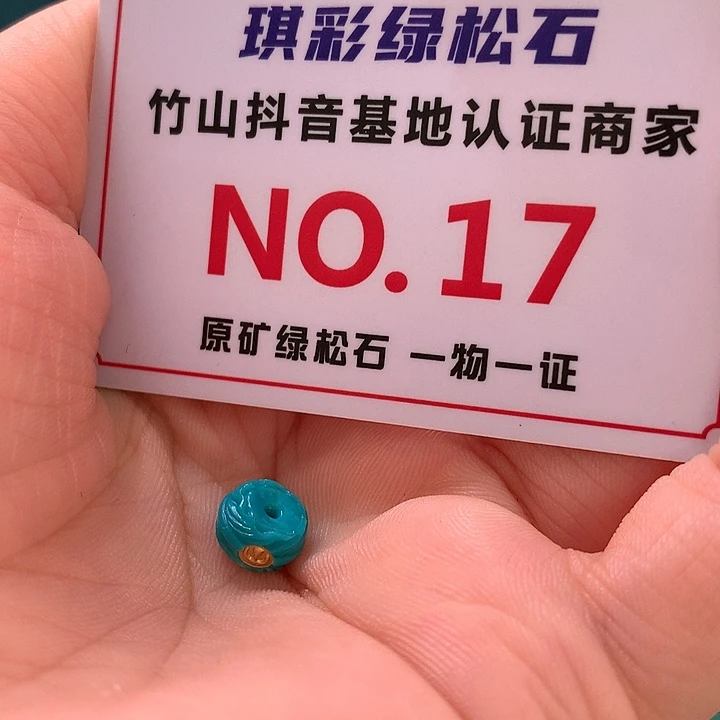 琪彩绿松石
竹山抖音基地认证商家
NO.17
原矿绿松石 一物一证